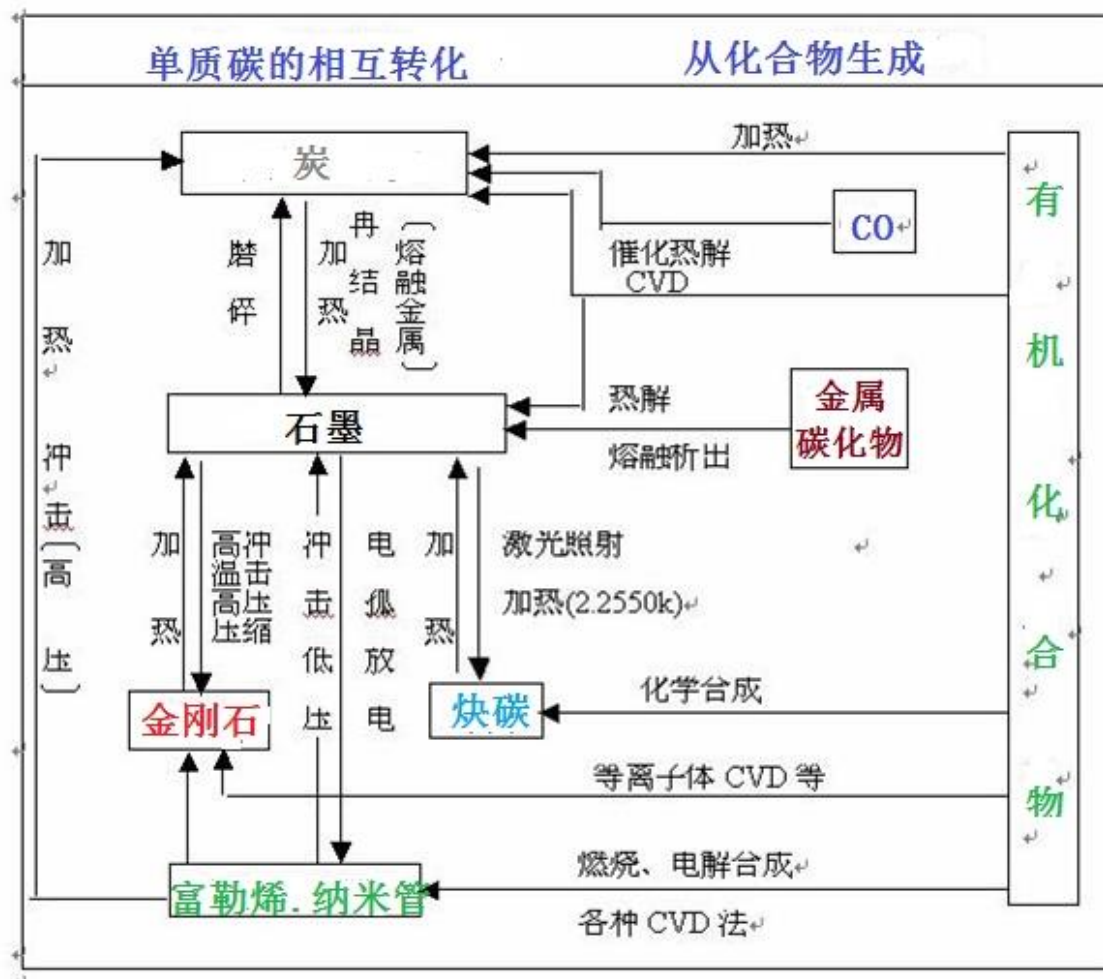 单质碳的相互转化
从化合物生成
炭
加热
有机化合物
CO
催化热解
CVD
加热
磨碎
加热
冉结晶
〔熔融金属〕
石墨
热解
金属
碳化物
熔融析出
冲击〔高压〕
加热
高温高压
冲击压缩
冲击低压
电弧放电
加热
激光照射
加热(2.2550k)
金刚石
炔碳
化学合成
等离子体 CVD 等
富勒烯.纳米管
燃烧、电解合成
各种 CVD 法